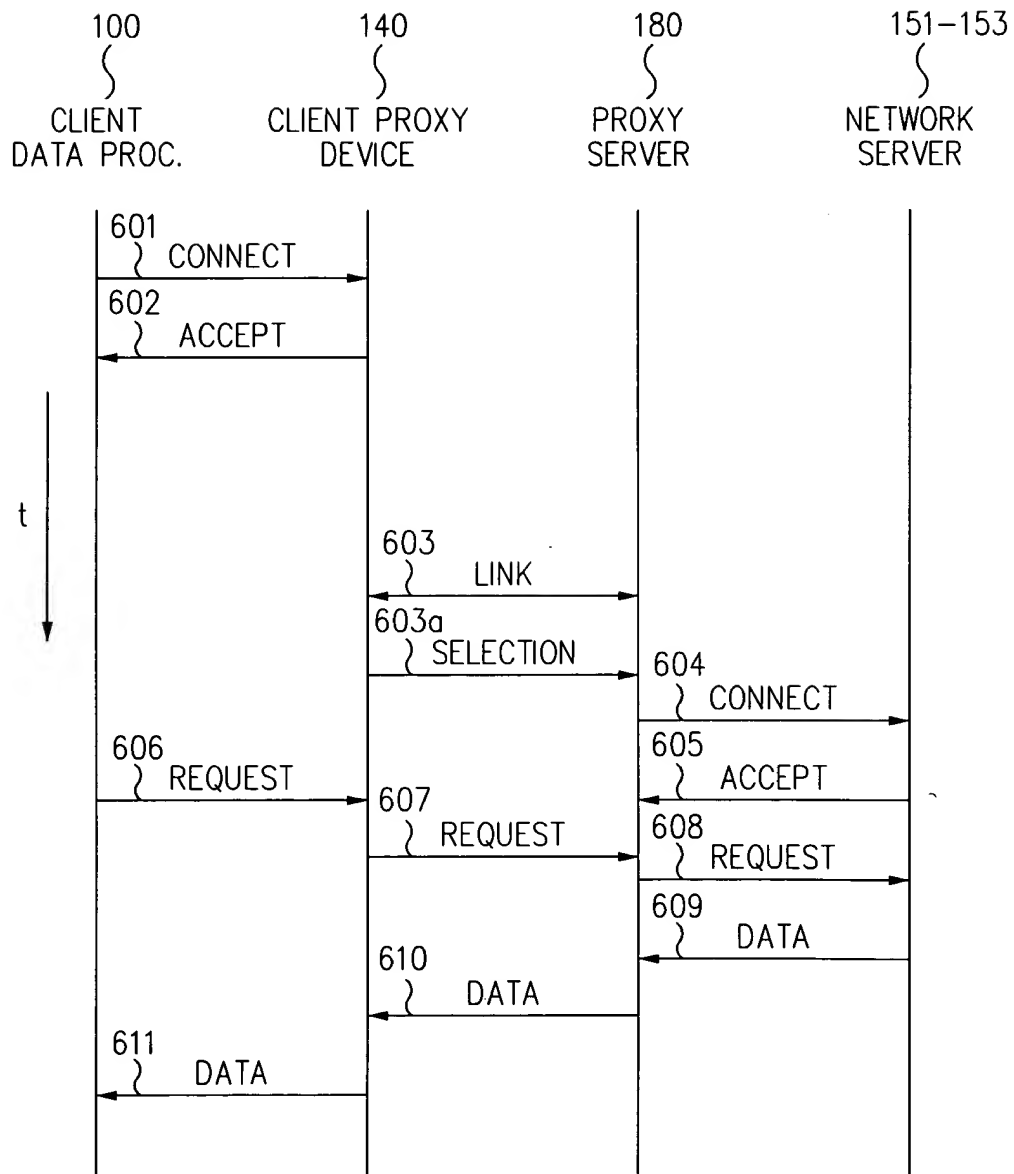 100 140 180 151-153
CLIENT CLIENT PROXY PROXY NETWORK
DATA PROC. DEVICE SERVER SERVER
601
CONNECT
602
ACCEPT
t
603
LINK
603a
SELECTION
604
CONNECT
606
REQUEST
605
ACCEPT
607
REQUEST
608
REQUEST
609
DATA
610
DATA
611
DATA